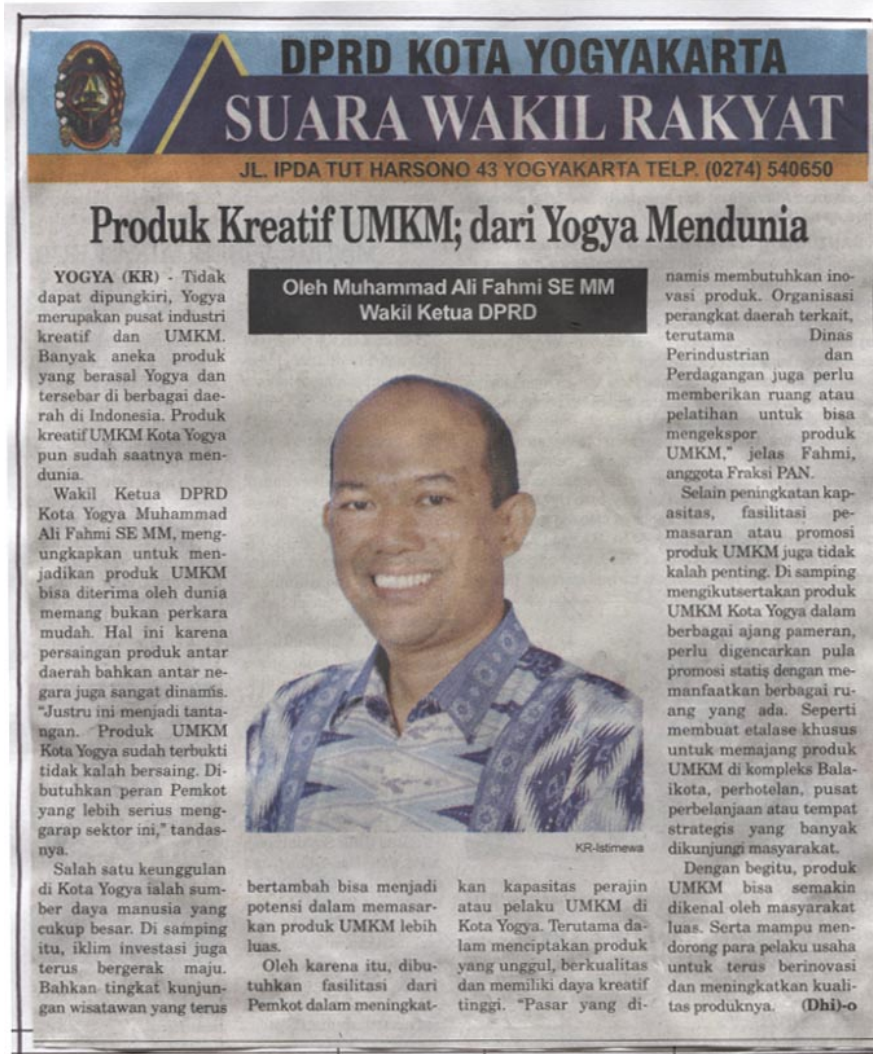 DPRD KOTA YOGYAKARTA
SUARA WAKIL RAKYAT
JL. IPDA TUT HARSONO 43 YOGYAKARTA TELP. (0274) 540650
Produk Kreatif UMKM; dari Yogya Mendunia
YOGYA (KR) - Tidak
dapat dipungkiri, Yogya
merupakan pusat industri
kreatif dan UMKM.
Banyak aneka produk
yang berasal Yogya dan
tersebar di berbagai dae-
rah di Indonesia. Produk
kreatif UMKM Kota Yogya
pun sudah saatnya men-
dunia.
Wakil Ketua DPRD
Kota Yogya Muhammad
Ali Fahmi SE MM, meng-
ungkapkan untuk men-
jadikan produk UMKM
bisa diterima oleh dunia
memang bukan perkara
mudah. Hal ini karena
persaingan produk antar
daerah bahkan antar ne-
gara juga sangat dinamis.
"Justru ini menjadi tanta-
ngan. Produk UMKM
Kota Yogya sudah terbukti
tidak kalah bersaing. Di-
butuhkan peran Pemkot
yang lebih serius meng-
garap sektor ini," tandas-
nya.
Salah satu keunggulan
di Kota Yogya ialah sum-
ber daya manusia yang
cukup besar. Di samping
itu, iklim investasi juga
terus bergerak maju.
Bahkan tingkat kunjun-
gan wisatawan yang terus
Oleh Muhammad Ali Fahmi SE MM
Wakil Ketua DPRD
KR-Istimewa
bertambah bisa menjadi
potensi dalam memasar-
kan produk UMKM lebih
luas.
Oleh karena itu, dibu-
tuhkan fasilitasi dari
Pemkot dalam meningkat-
kan kapasitas perajin
atau pelaku UMKM di
Kota Yogya. Terutama da-
lam menciptakan produk
yang unggul, berkualitas
dan memiliki daya kreatif
tinggi. "Pasar yang di-
namis membutuhkan ino-
vasi produk. Organisasi
perangkat daerah terkait,
terutama Dinas
Perindustrian dan
Perdagangan juga perlu
memberikan ruang atau
pelatihan untuk bisa
mengekspor produk
UMKM," jelas Fahmi,
anggota Fraksi PAN.
Selain peningkatan kap-
asitas, fasilitasi pe-
masaran atau promosi
produk UMKM juga tidak
kalah penting. Di samping
mengikutsertakan produk
UMKM Kota Yogya dalam
berbagai ajang pameran,
perlu digencarkan pula
promosi statis dengan me-
manfaatkan berbagai ru-
ang yang ada. Seperti
membuat etalase khusus
untuk memajang produk
UMKM di kompleks Bala-
ikota, perhotelan, pusat
perbelanjaan atau tempat
strategis yang banyak
dikunjungi masyarakat.
Dengan begitu, produk
UMKM bisa semakin
dikenal oleh masyarakat
luas. Serta mampu men-
dorong para pelaku usaha
untuk terus berinovasi
dan meningkatkan kuali-
tas produknya. (Dhi)-o